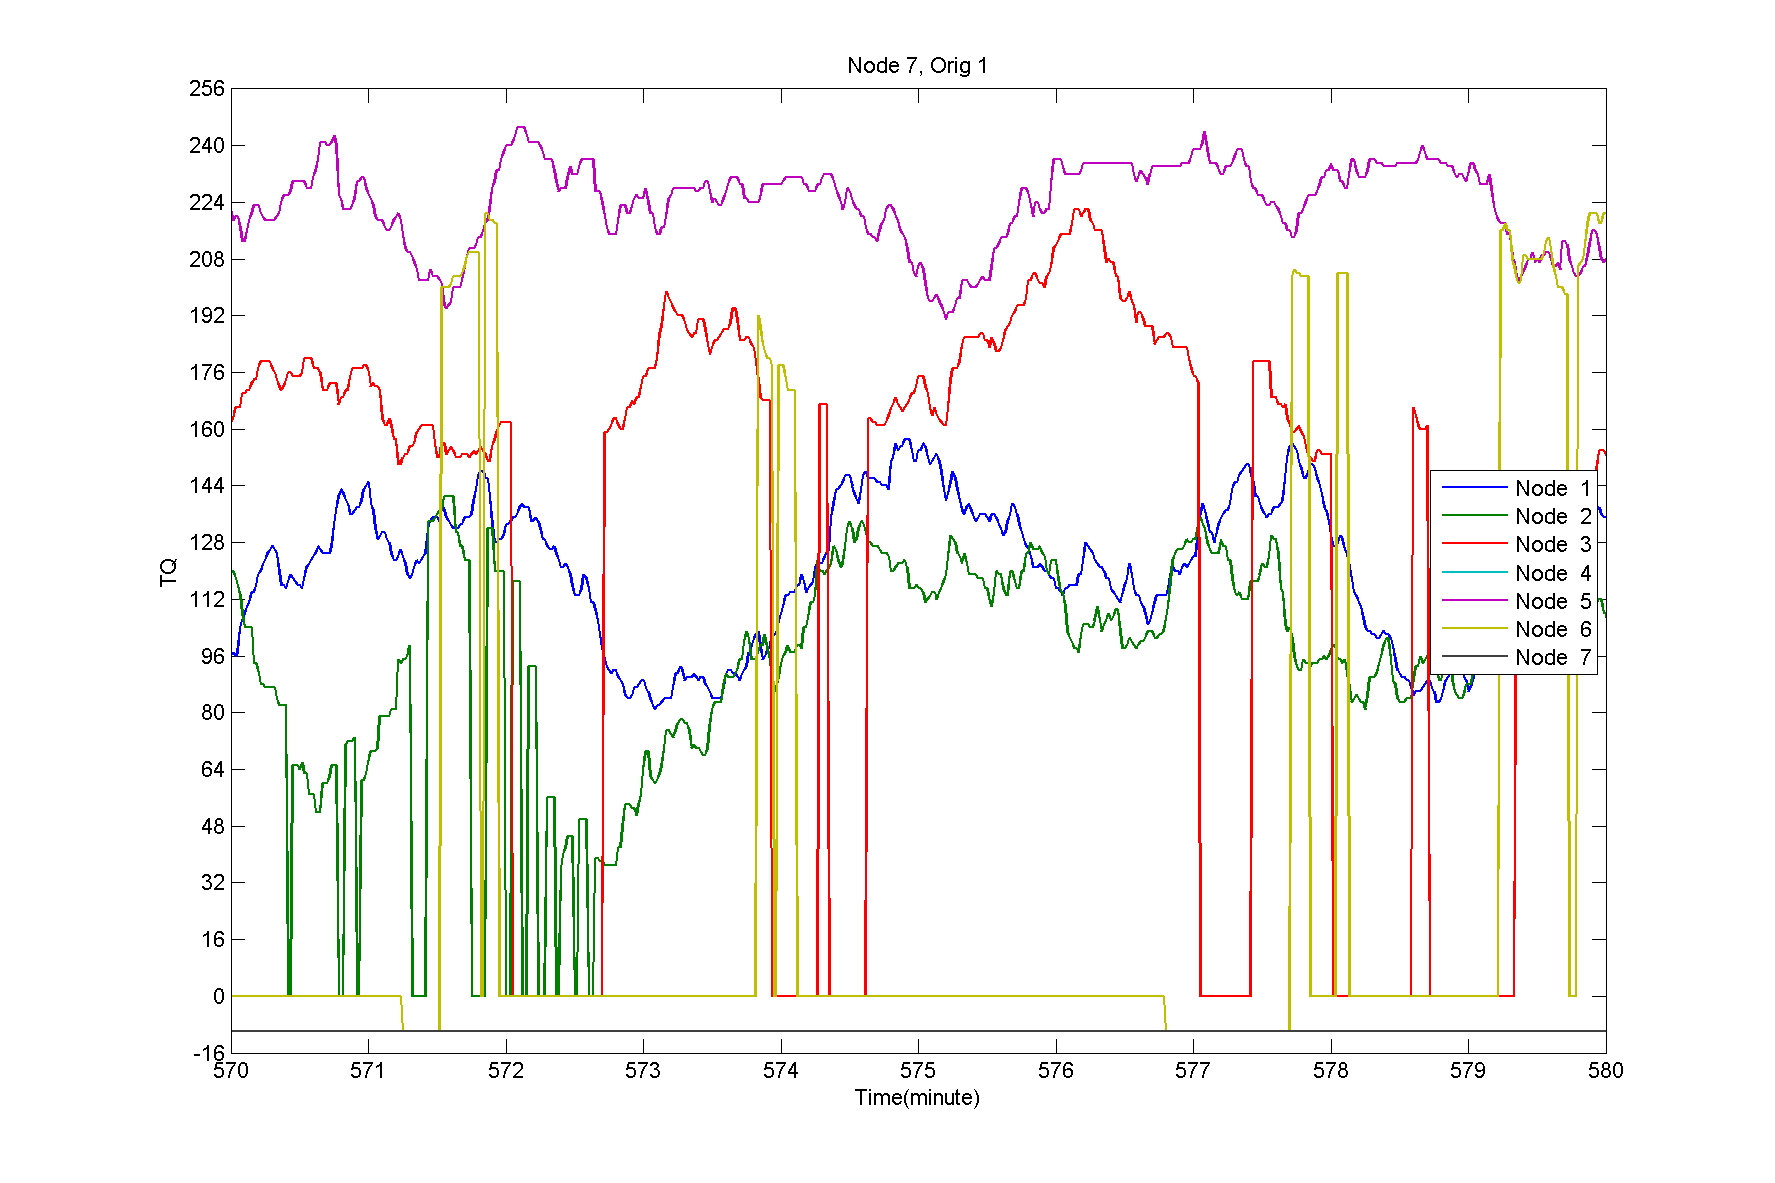 Node 7, Orig 1
256
240
224
208
192
176
160
144
128
112
96
80
64
48
32
16
0
-16
TQ
Node 1
Node 2
Node 3
Node 4
Node 5
Node 6
Node 7
570 571 572 573 574 575 576 577 578 579 580
Time(minute)